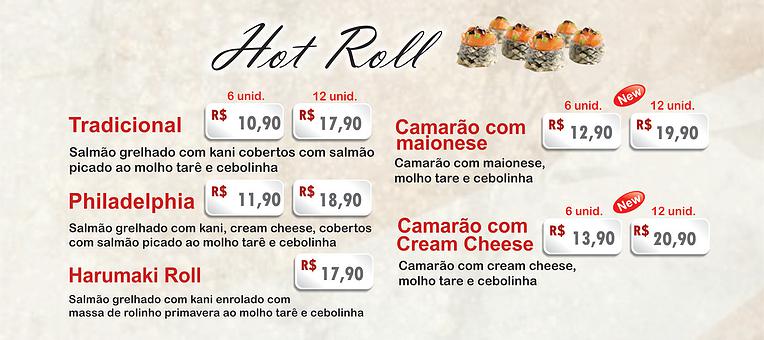 Hot Roll
6 unid. 12 unid.
Tradicional R$ 10,90 R$ 17,90
Salmão grelhado com kani cobertos com salmão
picado ao molho tarê e cebolinha
Philadelphia R$ 11,90 R$ 18,90
Salmão grelhado com kani, cream cheese, cobertos
com salmão picado ao molho tarê e cebolinha
Harumaki Roll R$ 17,90
Salmão grelhado com kani enrolado com
massa de rolinho primavera ao molho tarê e cebolinha
6 unid. New 12 unid.
Camarão com
maionese R$ 12,90 R$ 19,90
Camarão com maionese,
molho tare e cebolinha
6 unid. New 12 unid.
Camarão com
Cream Cheese R$ 13,90 R$ 20,90
Camarão com cream cheese,
molho tare e cebolinha